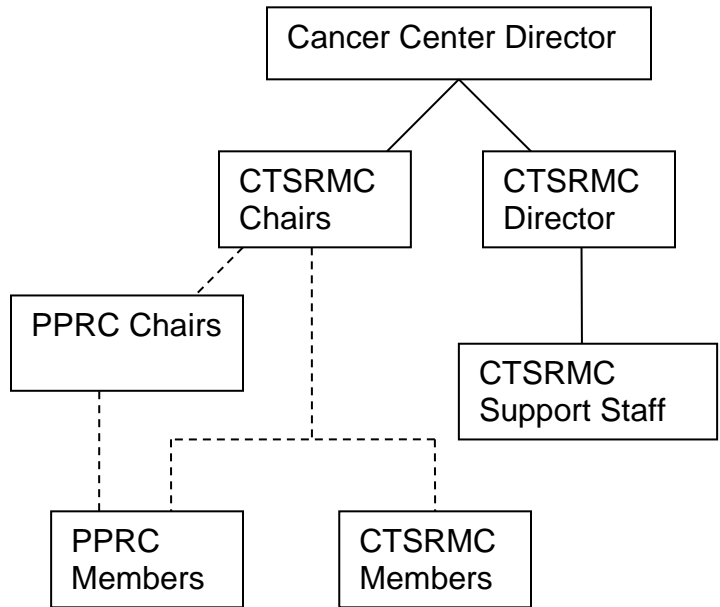 Cancer Center Director
CTSRMC
Chairs
CTSRMC
Director
PPRC Chairs
CTSRMC
Support Staff
PPRC
Members
CTSRMC
Members